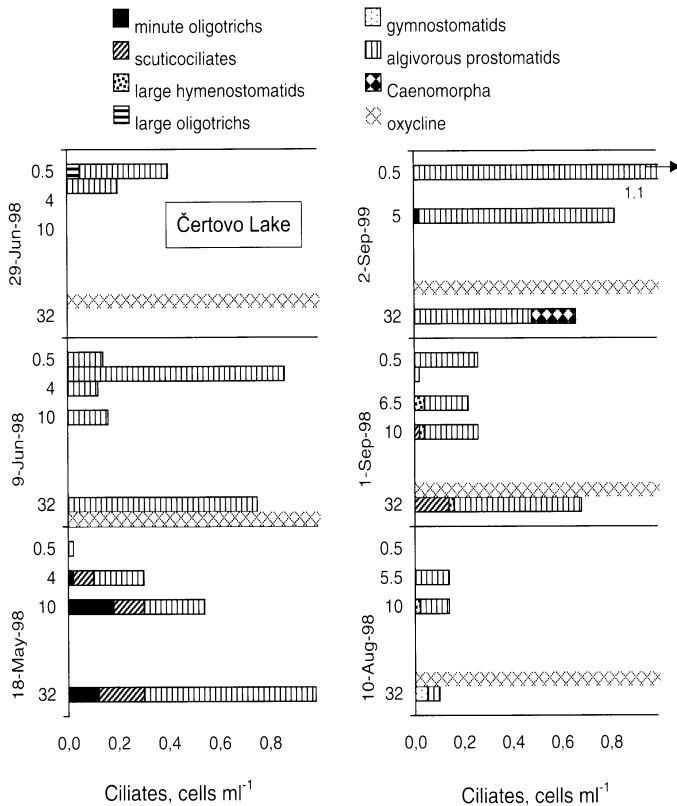 minute oligotrichs
scuticociliates
large hymenostomatids
large oligotrichs
gymnostomatids
algivorous prostomatids
Caenomorpha
oxycline
29-Jun-98
0.5
4
10
32
Čertovo Lake
9-Jun-98
0.5
4
10
32
18-May-98
0.5
4
10
32
0,0 0,2 0,4 0,6 0,8
Ciliates, cells ml⁻¹
2-Sep-99
0.5
1.1
5
32
1-Sep-98
0.5
6.5
10
32
10-Aug-98
0.5
5.5
10
32
0,0 0,2 0,4 0,6 0,8
Ciliates, cells ml⁻¹